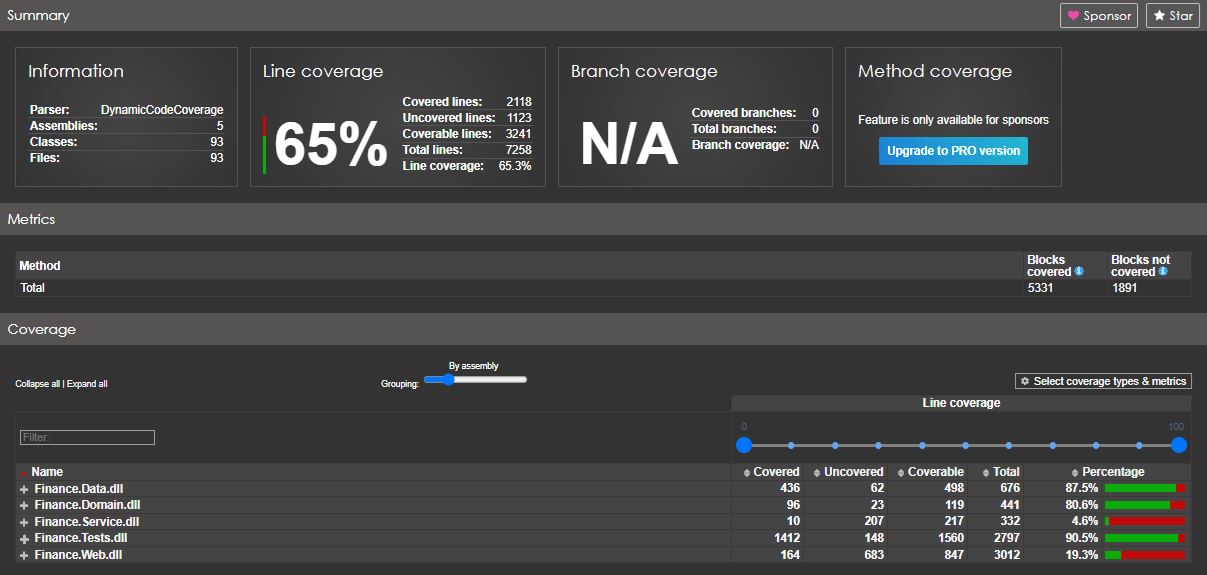 Summary
Sponsor
Star
Information
Parser: DynamicCodeCoverage
Assemblies: 5
Classes: 93
Files: 93
Line coverage
65%
Covered lines: 2118
Uncovered lines: 1123
Coverable lines: 3241
Total lines: 7258
Line coverage: 65.3%
Branch coverage
N/A
Covered branches: 0
Total branches: 0
Branch coverage: N/A
Method coverage
Feature is only available for sponsors
Upgrade to PRO version
Metrics
Method Blocks covered Blocks not covered
Total 5331 1891
Coverage
Collapse all | Expand all
Grouping: By assembly
Select coverage types & metrics
Line coverage
Filter:
0 100
Name Covered Uncovered Coverable Total Percentage
Finance.Data.dll 436 62 498 676 87.5%
Finance.Domain.dll 96 23 119 441 80.6%
Finance.Service.dll 10 207 217 332 4.6%
Finance.Tests.dll 1412 148 1560 2797 90.5%
Finance.Web.dll 164 683 847 3012 19.3%